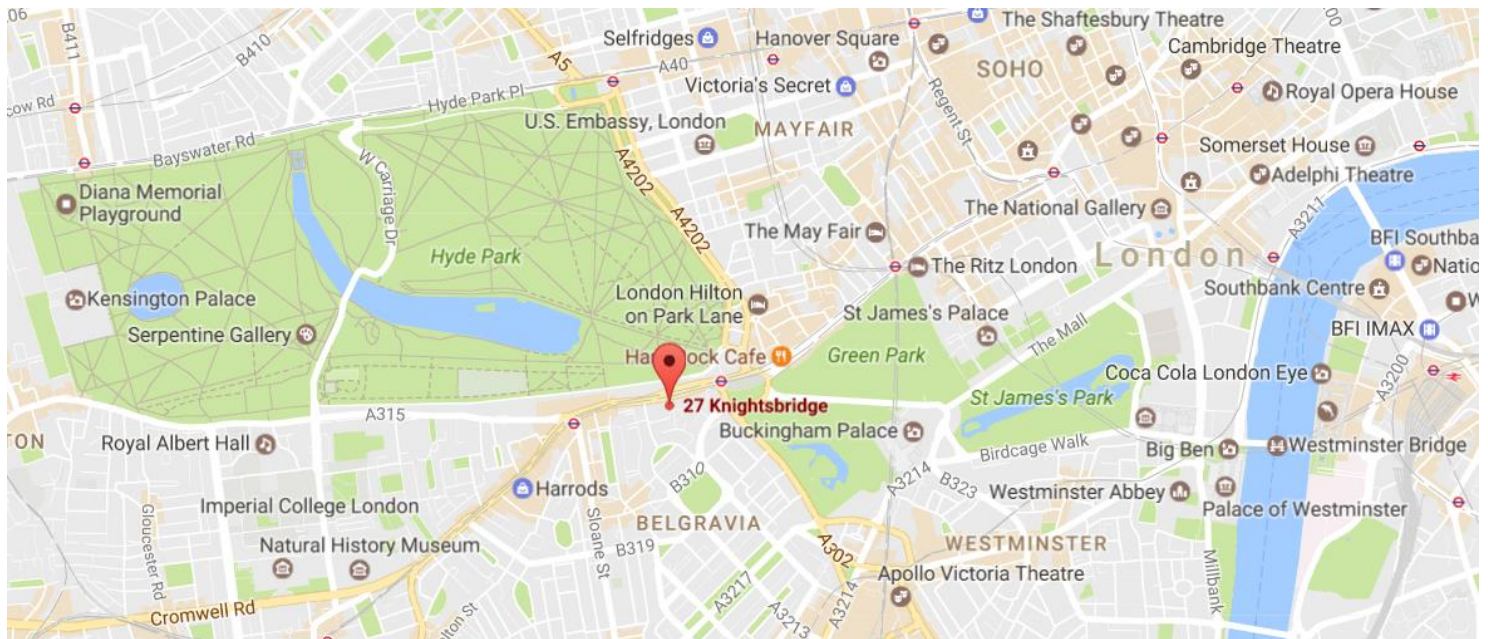 06
B411
B410
A5
Selfridges
Hanover Square
The Shaftesbury Theatre
Cambridge Theatre
A40
SOHO
Victoria's Secret
Royal Opera House
Hyde Park Pl
Regent St
U.S. Embassy, London
MAYFAIR
Bayswater Rd
W Carriage Dr
A4202
Somerset House
Adelphi Theatre
Diana Memorial
Playground
A4202
The National Gallery
A3211
The May Fair
London
BFI Southba
Hyde Park
The Ritz London
Natio
Kensington Palace
London Hilton
on Park Lane
St James's Palace
Southbank Centre
Serpentine Gallery
The Mall
BFI IMAX
Green Park
A3200
Coca Cola London Eye
27 Knightsbridge
St James's Park
A315
Buckingham Palace
TON
Royal Albert Hall
Birdcage Walk
Big Ben
Westminster Bridge
B310
A3214
B323
Harrods
Westminster Abbey
Imperial College London
Palace of Westminster
Gloucester Rd
Sloane St
BELGRAVIA
B319
A302
WESTMINSTER
Natural History Museum
Millbank
Apollo Victoria Theatre
A3217
A3214
Cromwell Rd
A3213